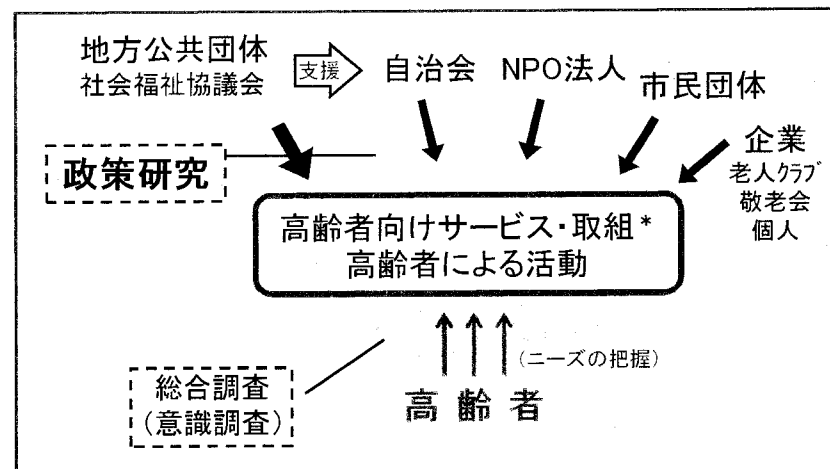 地方公共団体
社会福祉協議会
支援
自治会
NPO法人
市民団体
企業
老人ｸﾗﾌﾞ
敬老会
個人
政策研究
高齢者向けサービス・取組*
高齢者による活動
(ニーズの把握)
高齢者
総合調査
(意識調査)